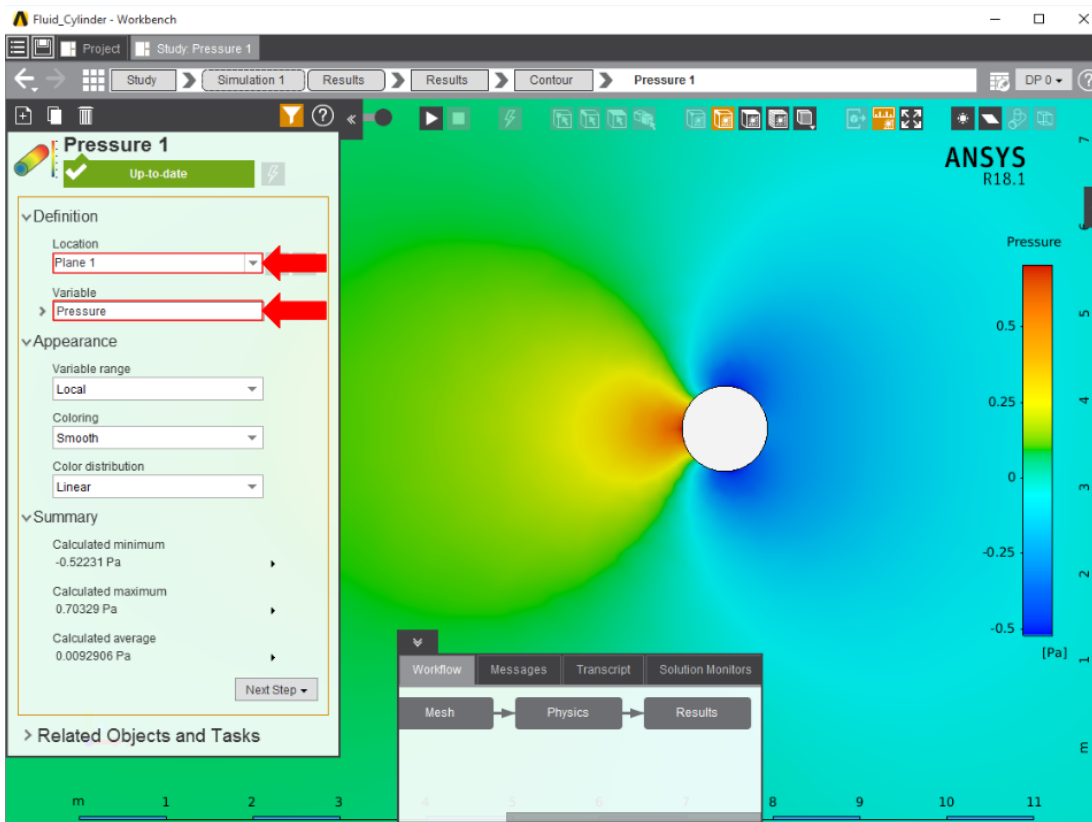 Fluid_Cylinder - Workbench
Project
Study: Pressure 1
Study
Simulation 1
Results
Results
Contour
Pressure 1
DP 0
Pressure 1
Up-to-date
Definition
Location
Plane 1
Variable
Pressure
Appearance
Variable range
Local
Coloring
Smooth
Color distribution
Linear
Summary
Calculated minimum
-0.52231 Pa
Calculated maximum
0.70329 Pa
Calculated average
0.0092906 Pa
Next Step
Related Objects and Tasks
ANSYS
R18.1
Pressure
0.5
0.25
0
-0.25
-0.5
[Pa]
7
6
5
4
3
2
1
m
Workflow
Messages
Transcript
Solution Monitors
Mesh
Physics
Results
m 1 2 3 4 5 6 7 8 9 10 11